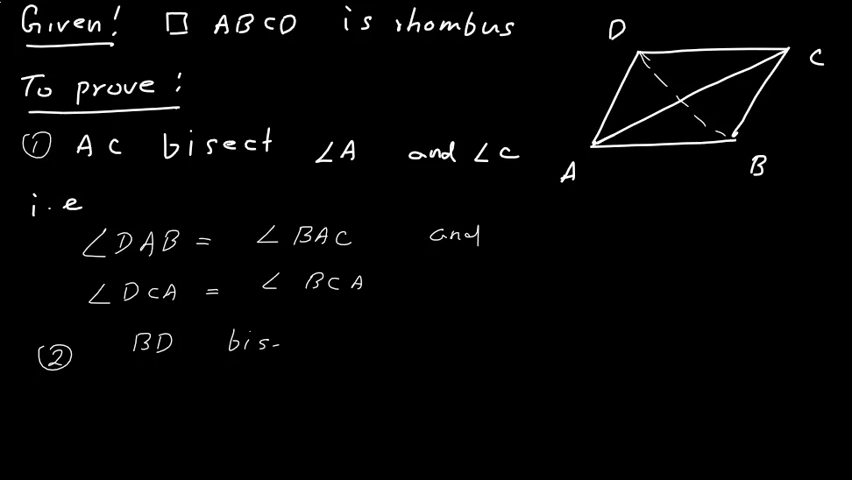 Given! □ ABCD is rhombus
To prove:
① AC bisect ∠A and ∠C
i.e
∠DAB = ∠BAC and
∠DCA = ∠BCA
② BD bis
D
C
A
B